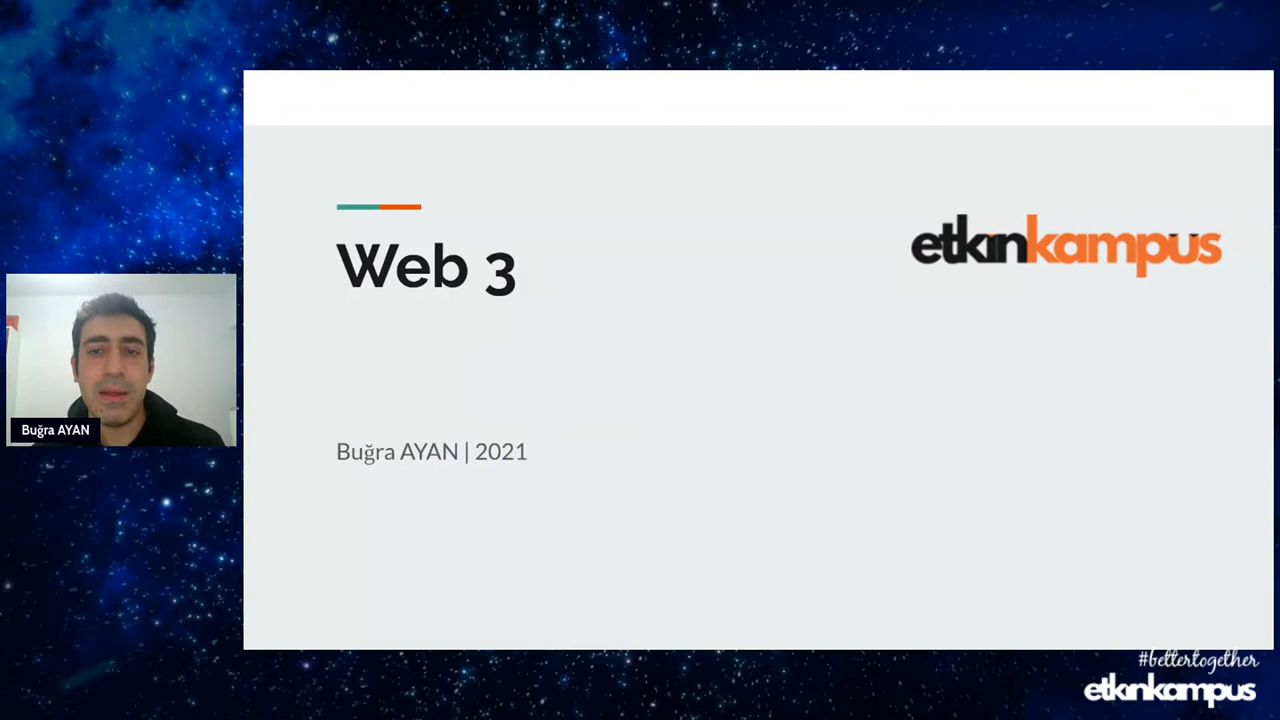 Web 3
etkinkampus
Buğra AYAN | 2021
Buğra AYAN
#bettertogether
etkinkampus